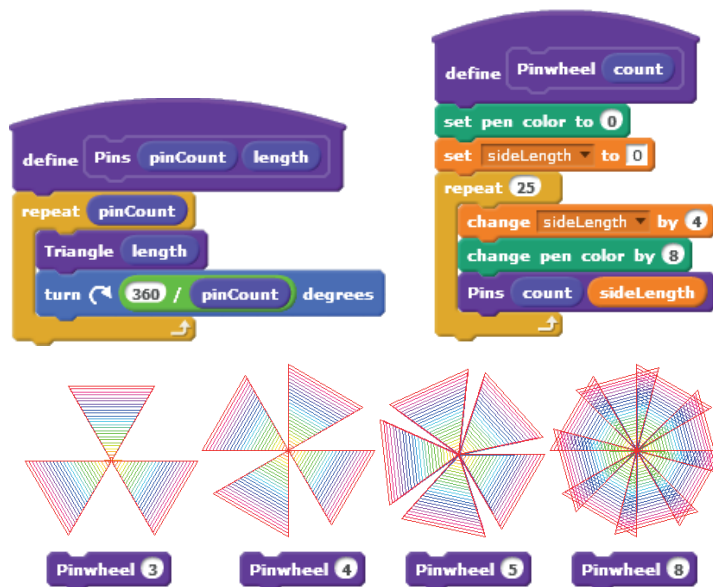 define Pins pinCount length
repeat pinCount
Triangle length
turn 360 / pinCount degrees
define Pinwheel count
set pen color to 0
set sideLength to 0
repeat 25
change sideLength by 4
change pen color by 8
Pins count sideLength
Pinwheel 3
Pinwheel 4
Pinwheel 5
Pinwheel 8